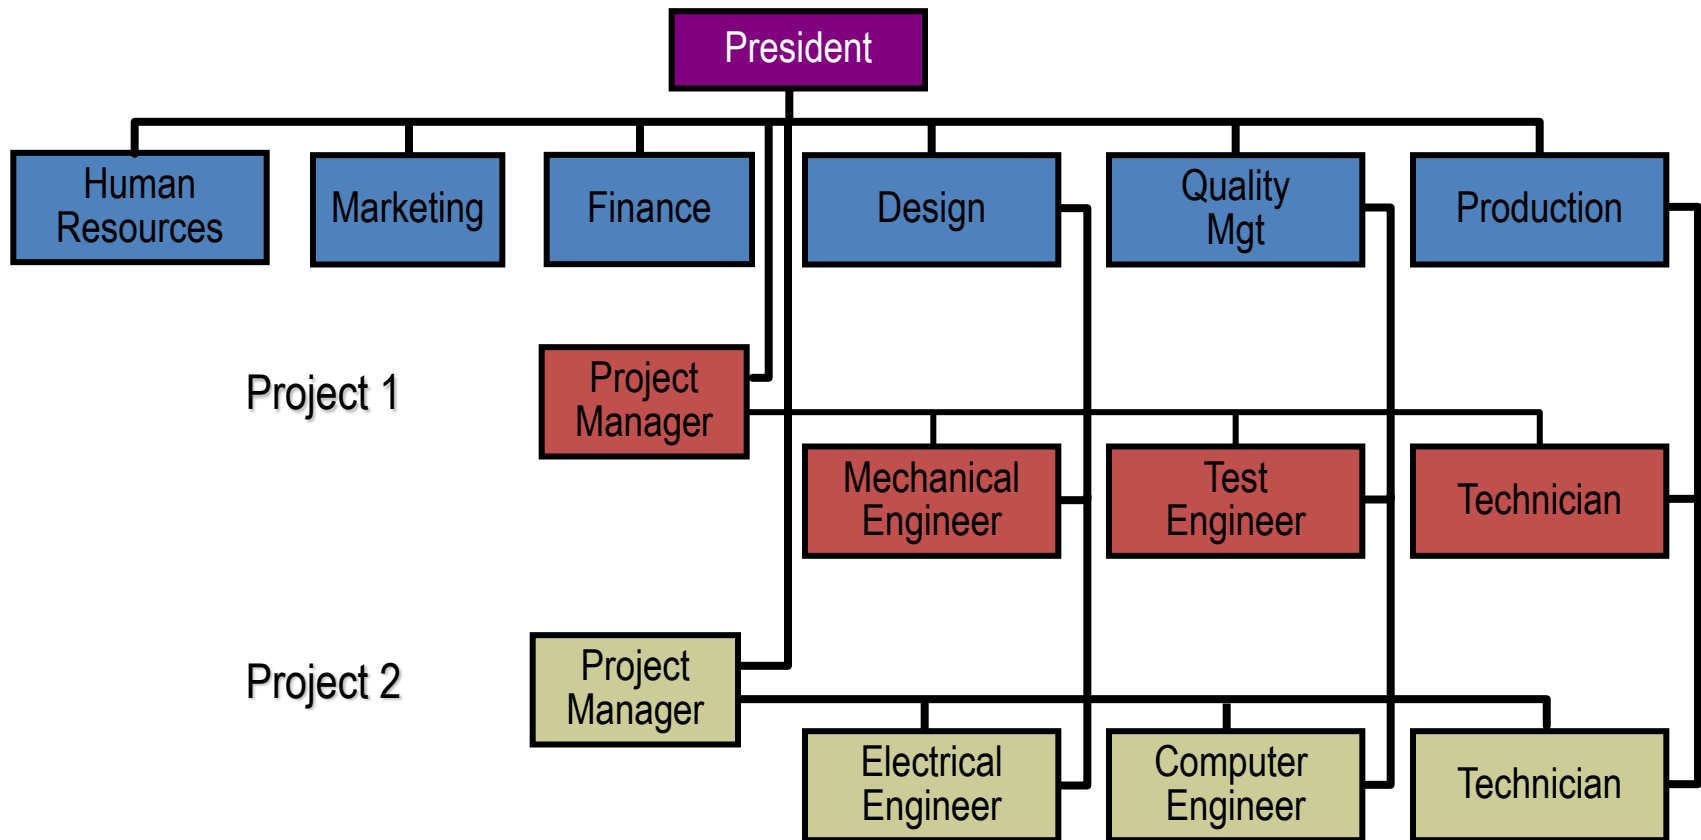 President
Human
Resources
Marketing
Finance
Design
Quality
Mgt
Production
Project 1
Project
Manager
Mechanical
Engineer
Test
Engineer
Technician
Project 2
Project
Manager
Electrical
Engineer
Computer
Engineer
Technician